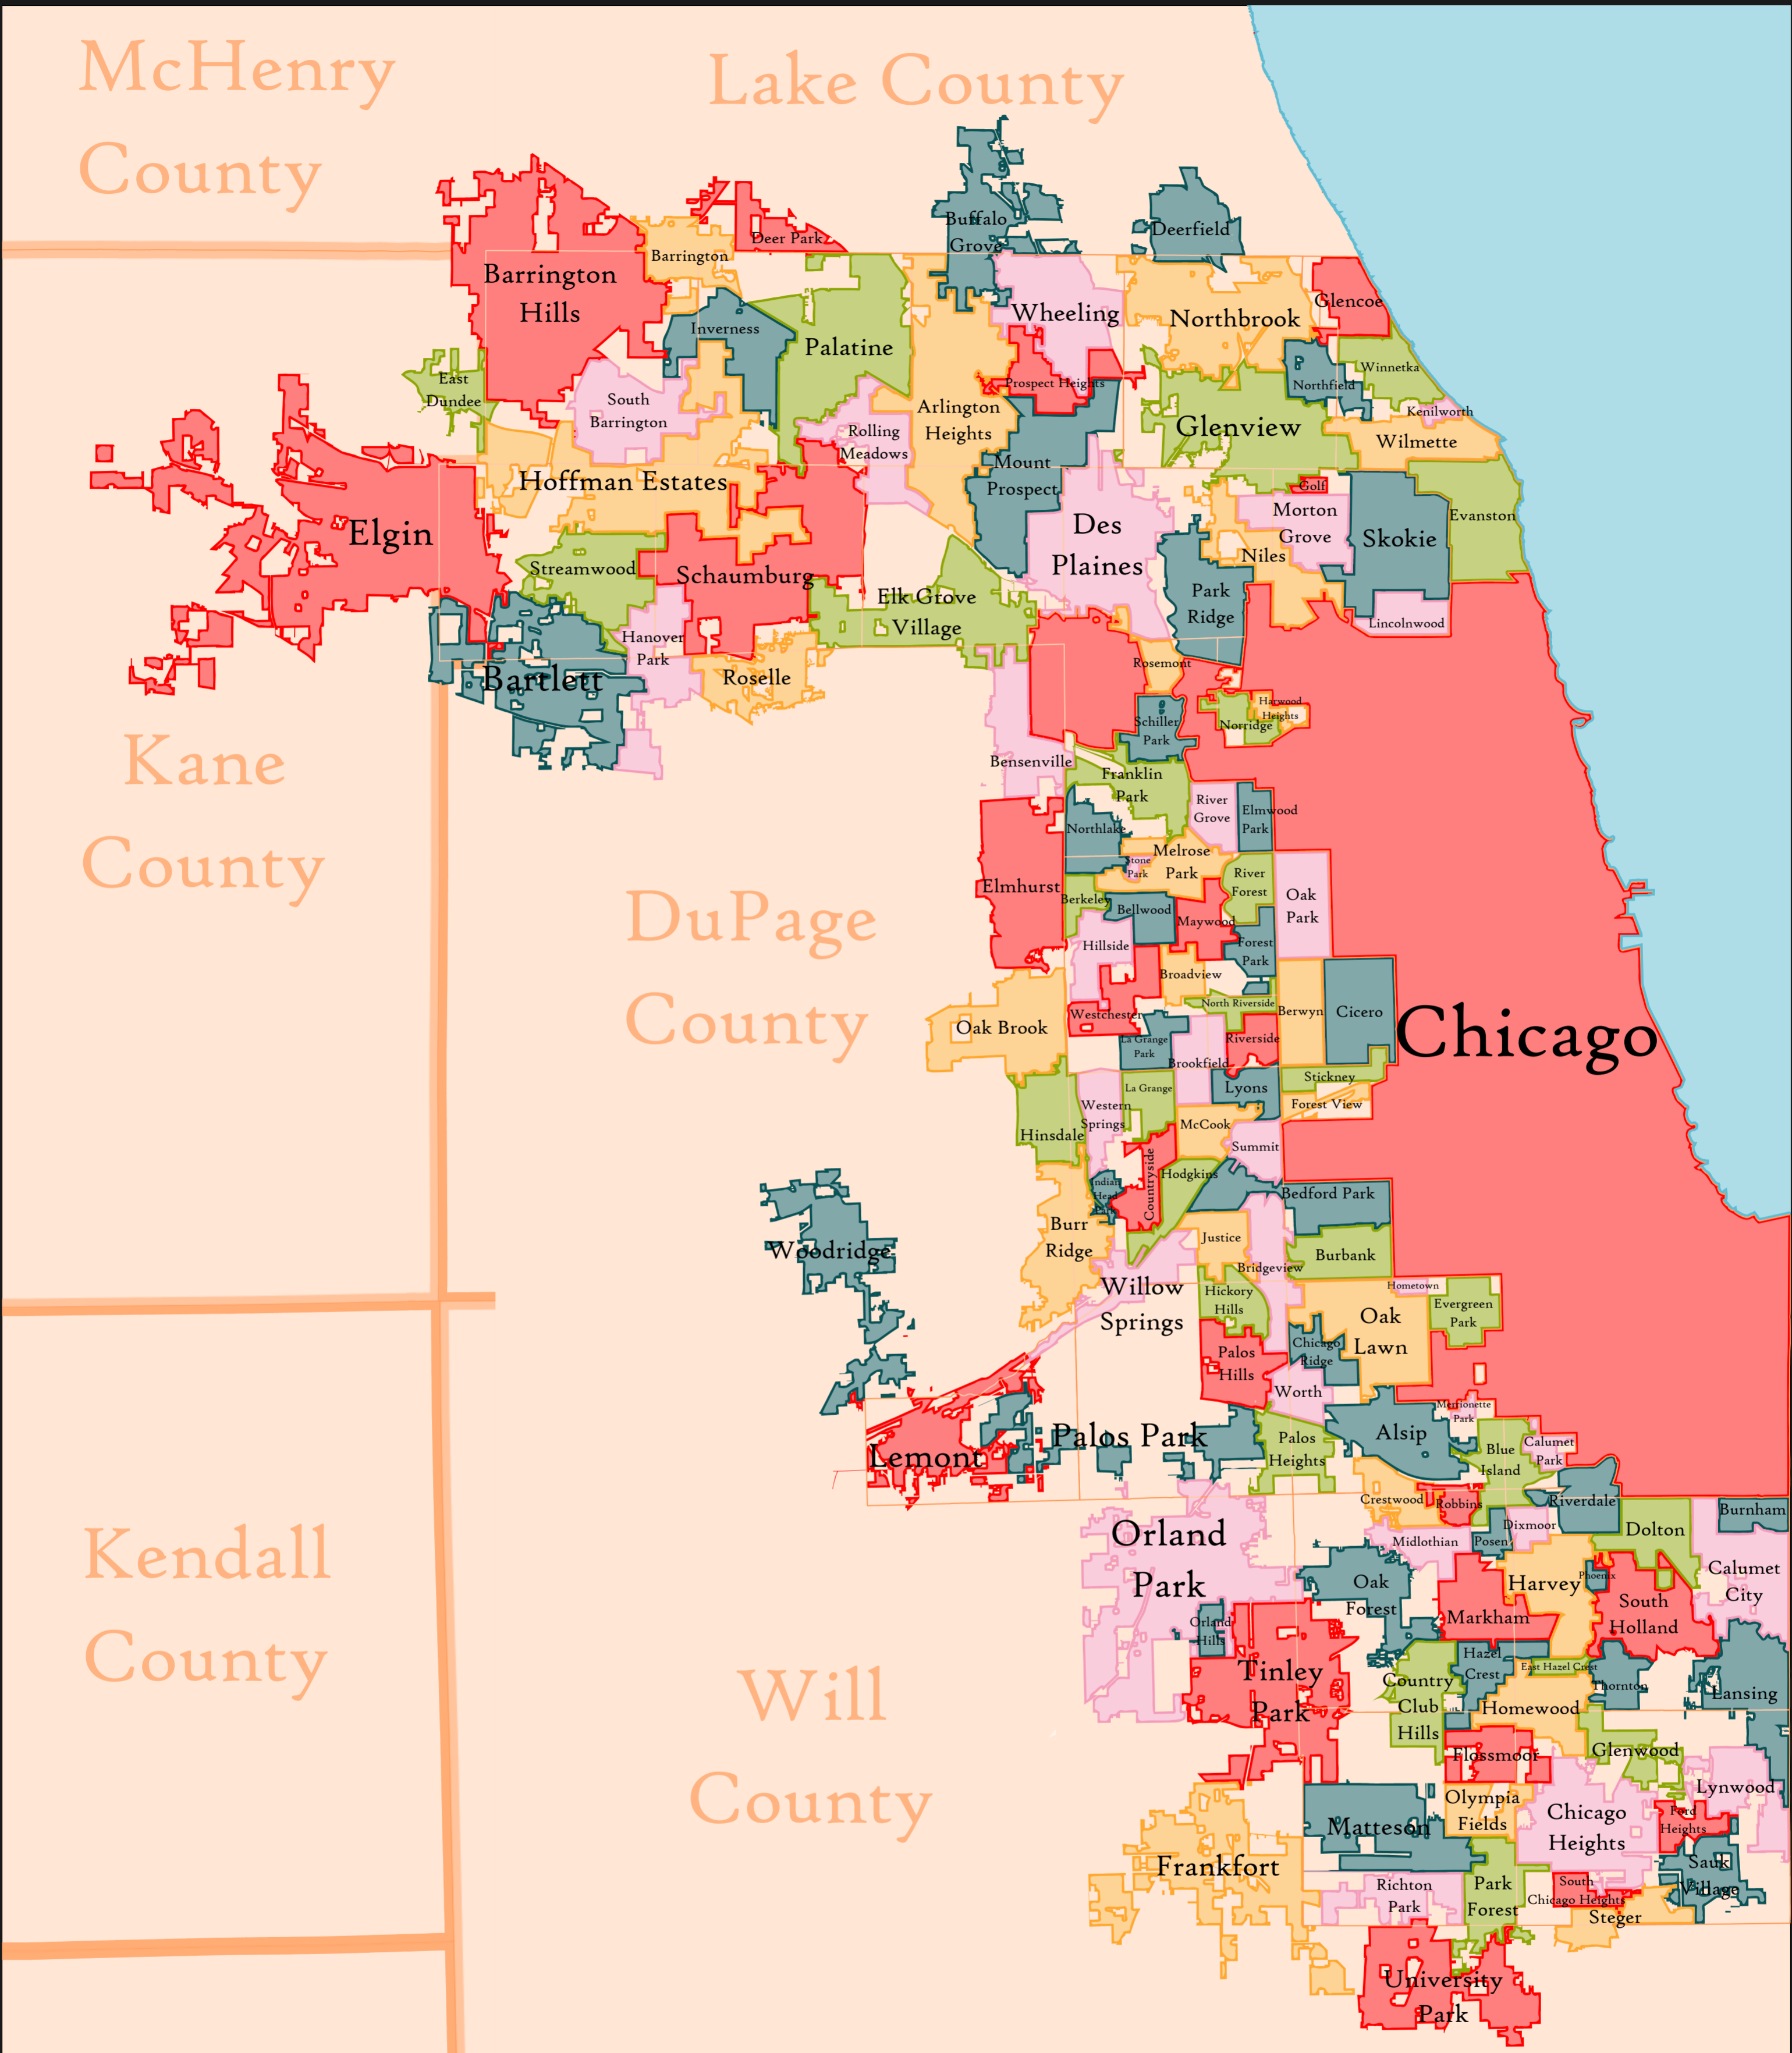 McHenry
County
Lake County
Buffalo
Grove
Deerfield
Deer Park
Barrington
Barrington
Hills
Glencoe
Wheeling
Northbrook
Inverness
Palatine
Winnetka
East
Dundee
Prospect Heights
Northfield
South
Barrington
Arlington
Heights
Kenilworth
Glenview
Rolling
Meadows
Wilmette
Mount
Prospect
Hoffman Estates
Golf
Morton
Grove
Evanston
Elgin
Des
Plaines
Skokie
Niles
Streamwood
Schaumburg
Park
Ridge
Elk Grove
Village
Lincolnwood
Hanover
Park
Bartlett
Roselle
Rosemont
Harwood
Heights
Norridge
Schiller
Park
Kane
County
Bensenville
Franklin
Park
River
Grove
Elmwood
Park
Northlake
Melrose
Park
Stone
Park
Elmhurst
River
Forest
Oak
Park
Berkeley
Bellwood
Maywood
DuPage
County
Hillside
Forest
Park
Broadview
North Riverside
Westchester
Berwyn
Cicero
Chicago
Oak Brook
La Grange
Park
Riverside
Brookfield
Stickney
La Grange
Lyons
Western
Springs
Forest View
Hinsdale
McCook
Summit
Countryside
Hodgkins
Indian
Head
Park
Bedford Park
Burr
Ridge
Justice
Woodridge
Burbank
Bridgeview
Willow
Springs
Hometown
Hickory
Hills
Evergreen
Park
Oak
Lawn
Chicago
Ridge
Palos
Hills
Worth
Merrionette
Park
Lemont
Palos Park
Palos
Heights
Alsip
Blue
Island
Calumet
Park
Crestwood
Robbins
Riverdale
Burnham
Kendall
County
Orland
Park
Dixmoor
Dolton
Midlothian
Posen
Calumet
City
Oak
Forest
Harvey
Phoenix
South
Holland
Orland
Hills
Markham
Tinley
Park
Hazel
Crest
East Hazel Crest
Country
Club
Hills
Thornton
Lansing
Homewood
Will
County
Flossmoor
Glenwood
Lynwood
Olympia
Fields
Chicago
Heights
Ford
Heights
Matteson
Frankfort
Sauk
Village
Richton
Park
Park
Forest
South
Chicago Heights
Steger
University
Park